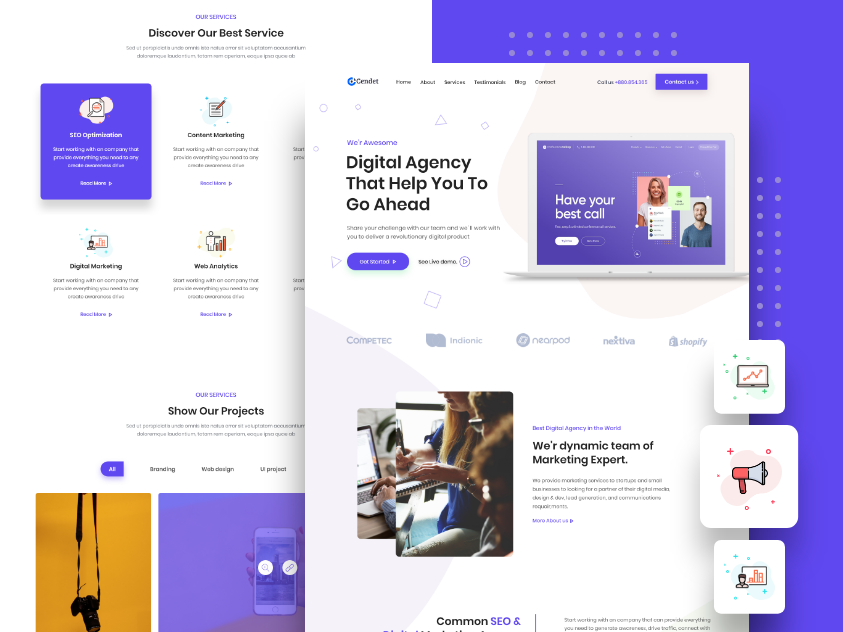 OUR SERVICES
Discover Our Best Service
Sed ut perspiciatis unde omnis iste natus error sit voluptatem accusantium
doloremque laudantium, totam rem aperiam, eaque ipsa quae ab
SEO Optimization
Start working with an company that
provide everything you need to any
create awareness drive
Read More
Content Marketing
Start working with an company that
provide everything you need to any
create awareness drive
Read More
Digital Marketing
Start working with an company that
provide everything you need to any
create awareness drive
Read More
Web Analytics
Start working with an company that
provide everything you need to any
create awareness drive
Read More
OUR SERVICES
Show Our Projects
Sed ut perspiciatis unde omnis iste natus error sit voluptatem accusantium
doloremque laudantium, totam rem aperiam, eaque ipsa quae ab
All Branding Web design UI project
Cendet Home About Services Testimonials Blog Contact Call us +880.654.365 Contact us
We'r Awesome
Digital Agency
That Help You To
Go Ahead
Share your challenge with our team and we'll work with
you to deliver a revolutionary digital product
Get Started See Live demo.
Have your
best call
COMPETEC Indionic nearpod nextiva shopify
Best Digital Agency in the World
We'r dynamic team of
Marketing Expert.
We provide marketing services to startups and small
businesses to looking for a partner of their digital media,
design & dev, lead generation, and communications
requirements.
More About us
Common SEO &
Start working with an company that can provide everything
you need to generate awareness, drive traffic, connect with